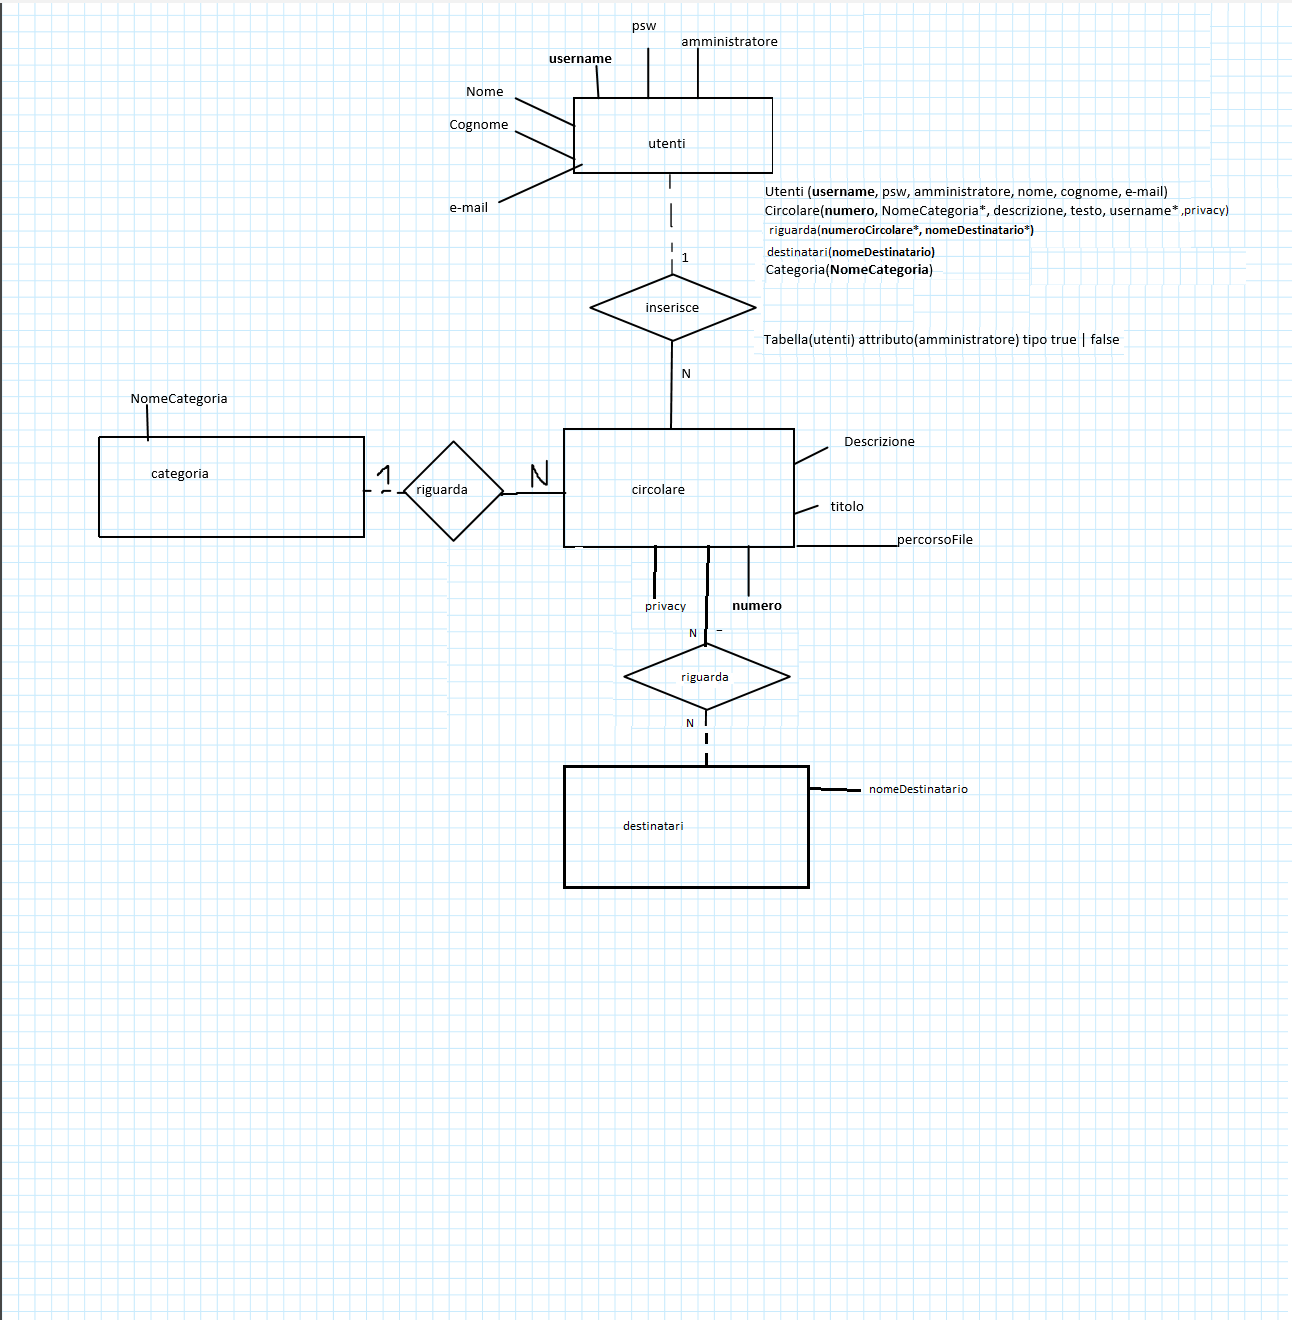 psw
amministratore
username
Nome
Cognome
utenti
e-mail
Utenti (username, psw, amministratore, nome, cognome, e-mail)
Circolare(numero, NomeCategoria*, descrizione, testo, username* ,privacy)
riguarda(numeroCircolare*, nomeDestinatario*)
destinatari(nomeDestinatario)
Categoria(NomeCategoria)
1
inserisce
Tabella(utenti) attributo(amministratore) tipo true | false
N
NomeCategoria
Descrizione
categoria
1
riguarda
N
circolare
titolo
percorsoFile
privacy
numero
N
riguarda
N
nomeDestinatario
destinatari